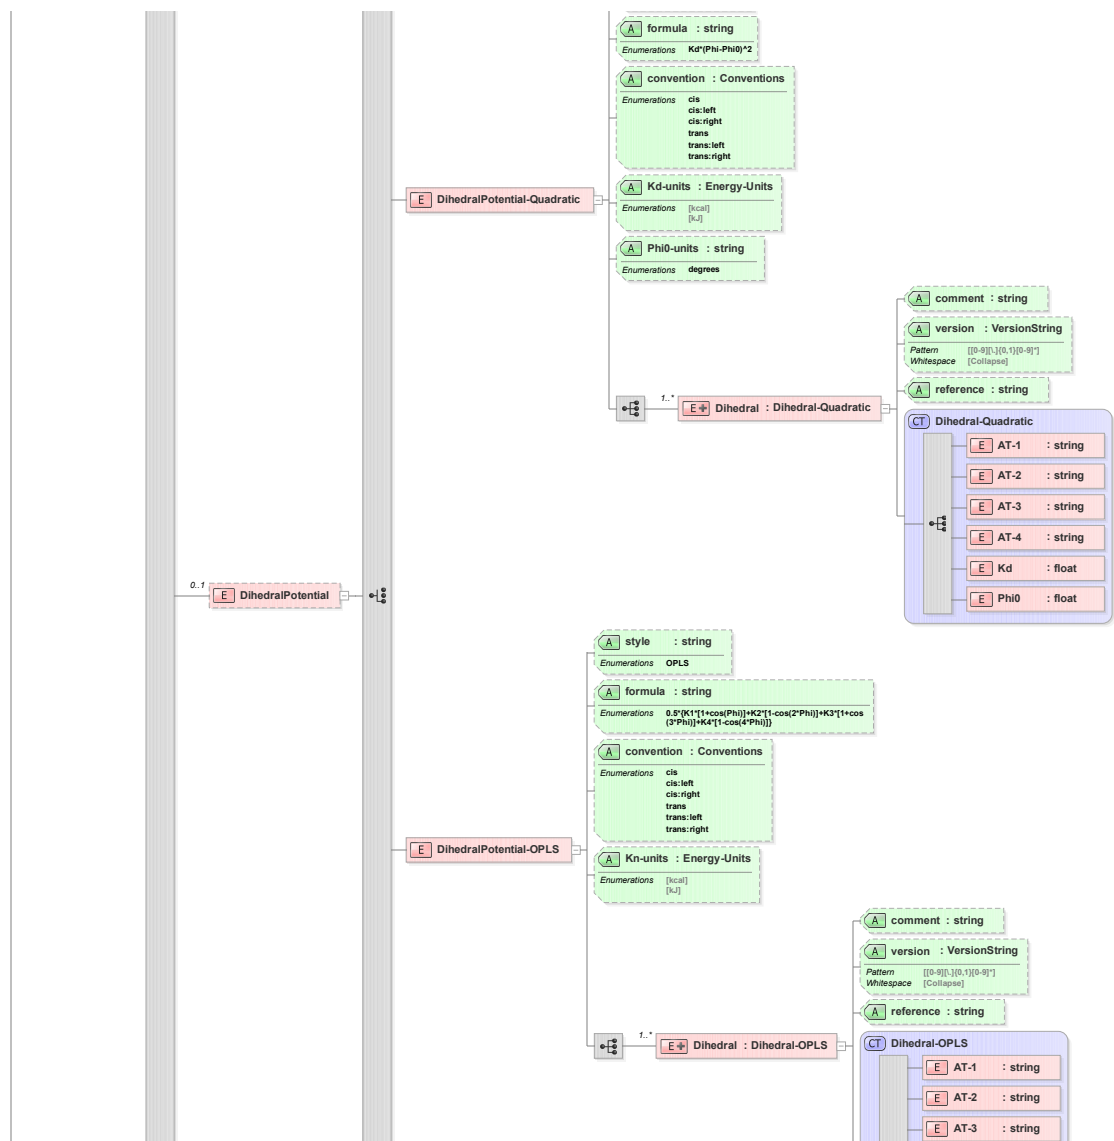 A formula : string
Enumerations Kd*(Phi-Phi0)^2
A convention : Conventions
Enumerations cis
cis:left
cis:right
trans
trans:left
trans:right
E DihedralPotential-Quadratic
A Kd-units : Energy-Units
Enumerations [kcal]
[kJ]
A Phi0-units : string
Enumerations degrees
A comment : string
A version : VersionString
Pattern [[0-9][\.]{0,1}[0-9]*]
Whitespace [Collapse]
A reference : string
1..*
E Dihedral : Dihedral-Quadratic
CT Dihedral-Quadratic
E AT-1 : string
E AT-2 : string
E AT-3 : string
E AT-4 : string
E Kd : float
E Phi0 : float
0..1
E DihedralPotential
A style : string
Enumerations OPLS
A formula : string
Enumerations 0.5*{K1*[1+cos(Phi)]+K2*[1-cos(2*Phi)]+K3*[1+cos
(3*Phi)]+K4*[1-cos(4*Phi)]}
A convention : Conventions
Enumerations cis
cis:left
cis:right
trans
trans:left
trans:right
E DihedralPotential-OPLS
A Kn-units : Energy-Units
Enumerations [kcal]
[kJ]
A comment : string
A version : VersionString
Pattern [[0-9][\.]{0,1}[0-9]*]
Whitespace [Collapse]
A reference : string
1..*
E Dihedral : Dihedral-OPLS
CT Dihedral-OPLS
E AT-1 : string
E AT-2 : string
E AT-3 : string